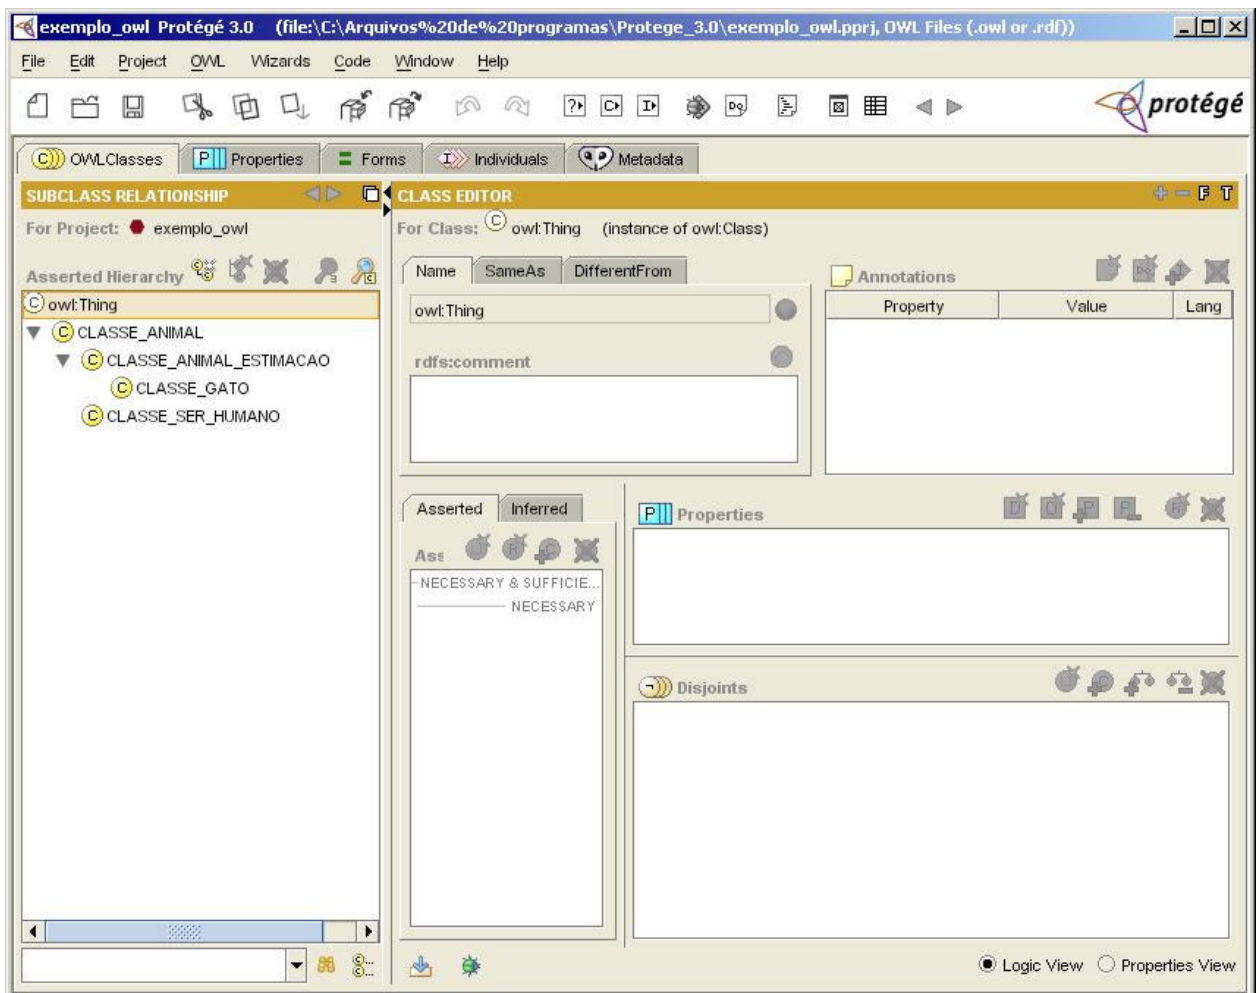 exemplo_owl Protégé 3.0 (file:\C:\Arquivos%20de%20programas\Protege_3.0\exemplo_owl.pprj, OWL Files (.owl or .rdf))
File Edit Project OWL Wizards Code Window Help
protégé
OWLClasses Properties Forms Individuals Metadata
SUBCLASS RELATIONSHIP
For Project: exemplo_owl
Asserted Hierarchy
owl:Thing
CLASSE_ANIMAL
CLASSE_ANIMAL_ESTIMACAO
CLASSE_GATO
CLASSE_SER_HUMANO
CLASS EDITOR
F T
For Class: owl:Thing (instance of owl:Class)
Name SameAs DifferentFrom
owl:Thing
rdfs:comment
Annotations
Property Value Lang
Asserted Inferred
Ass
NECESSARY & SUFFICIE...
NECESSARY
Properties
Disjoints
Logic View Properties View